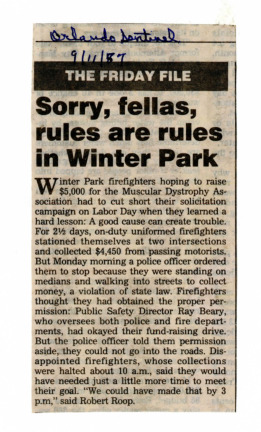 Orlando Sentinel
9/11/87
THE FRIDAY FILE
Sorry, fellas,
rules are rules
in Winter Park
Winter Park firefighters hoping to raise
$5,000 for the Muscular Dystrophy As-
sociation had to cut short their solicitation
campaign on Labor Day when they learned a
hard lesson: A good cause can create trouble.
For 2½ days, on-duty uniformed firefighters
stationed themselves at two intersections
and collected $4,450 from passing motorists.
But Monday morning a police officer ordered
them to stop because they were standing on
medians and walking into streets to collect
money, a violation of state law. Firefighters
thought they had obtained the proper per-
mission: Public Safety Director Ray Beary,
who oversees both police and fire depart-
ments, had okayed their fund-raising drive.
But the police officer told them permission
aside, they could not go into the roads. Dis-
appointed firefighters, whose collections
were halted about 10 a.m., said they would
have needed just a little more time to meet
their goal. "We could have made that by 3
p.m," said Robert Roop.